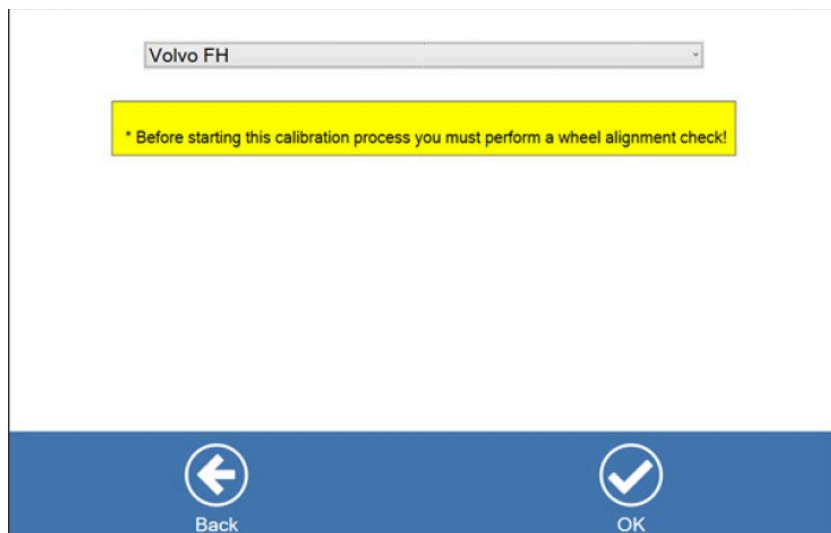 Volvo FH
* Before starting this calibration process you must perform a wheel alignment check!
Back
OK